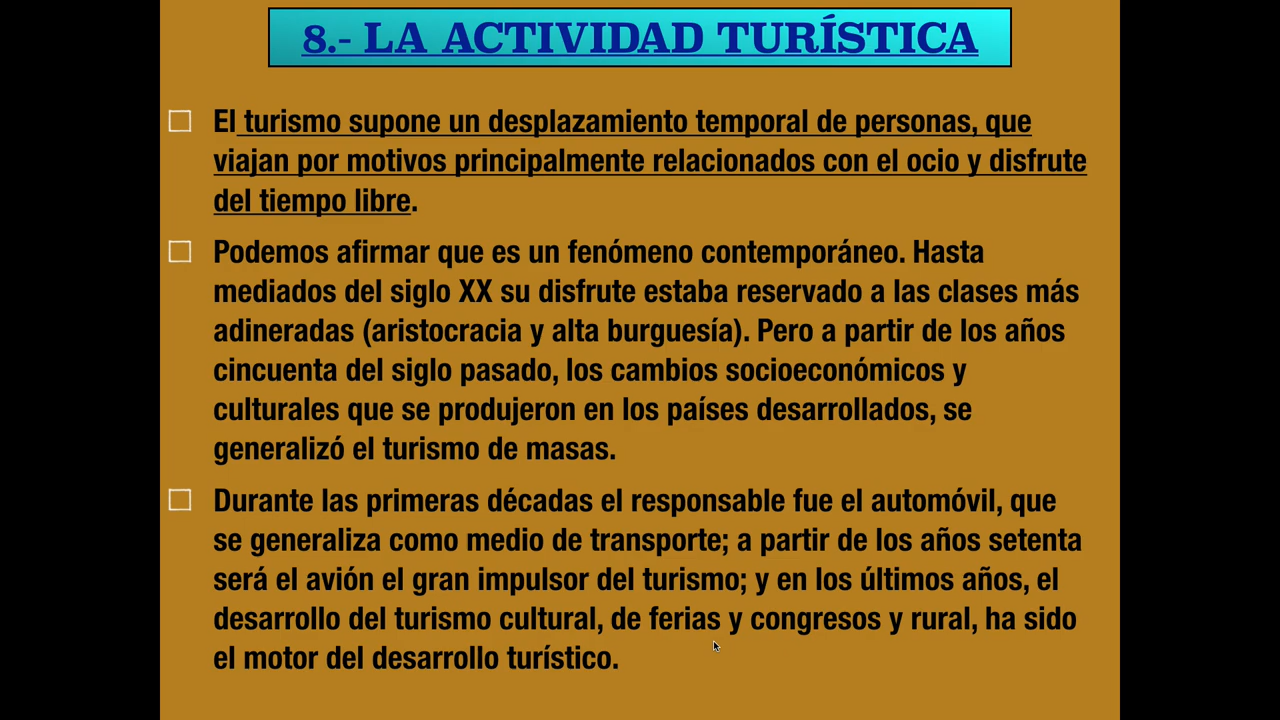 8.- LA ACTIVIDAD TURÍSTICA
El turismo supone un desplazamiento temporal de personas, que
viajan por motivos principalmente relacionados con el ocio y disfrute
del tiempo libre.
Podemos afirmar que es un fenómeno contemporáneo. Hasta
mediados del siglo XX su disfrute estaba reservado a las clases más
adineradas (aristocracia y alta burguesía). Pero a partir de los años
cincuenta del siglo pasado, los cambios socioeconómicos y
culturales que se produjeron en los países desarrollados, se
generalizó el turismo de masas.
Durante las primeras décadas el responsable fue el automóvil, que
se generaliza como medio de transporte; a partir de los años setenta
será el avión el gran impulsor del turismo; y en los últimos años, el
desarrollo del turismo cultural, de ferias y congresos y rural, ha sido
el motor del desarrollo turístico.